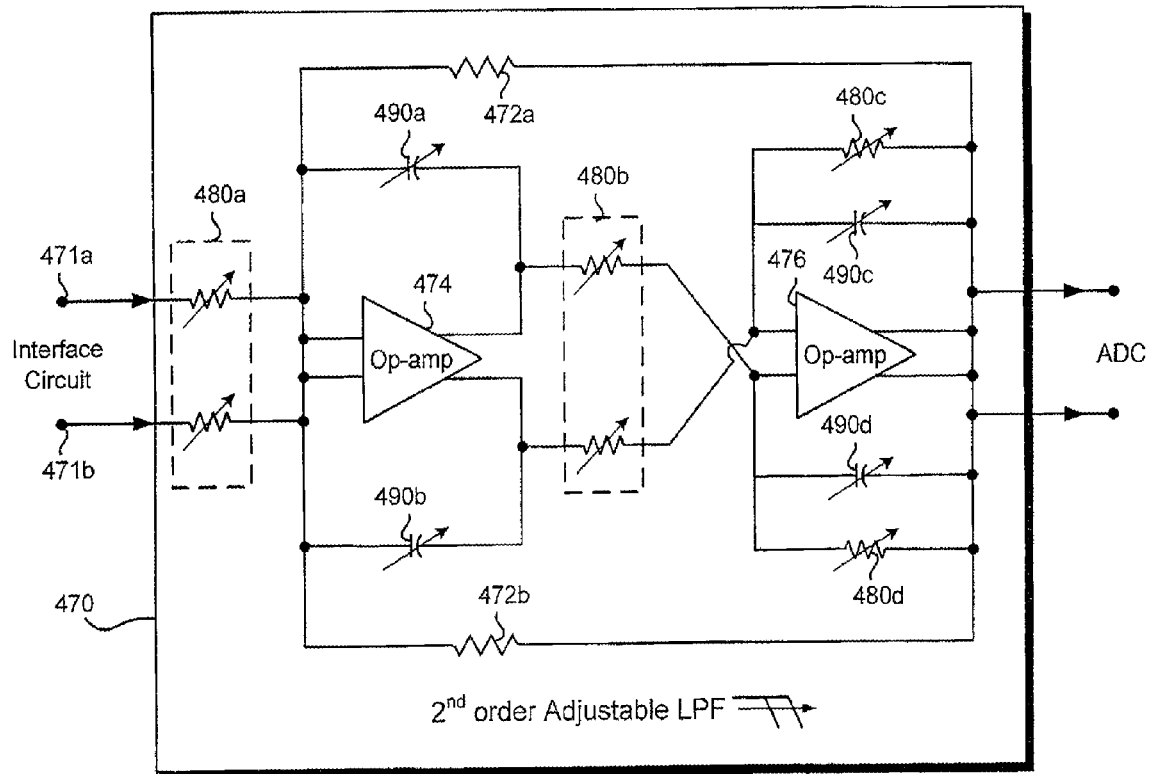 472a
490a
480c
480a
480b
471a
474
490c
476
Op-amp
Op-amp
Interface
Circuit
ADC
471b
490b
490d
480d
470
472b
2nd order Adjustable LPF